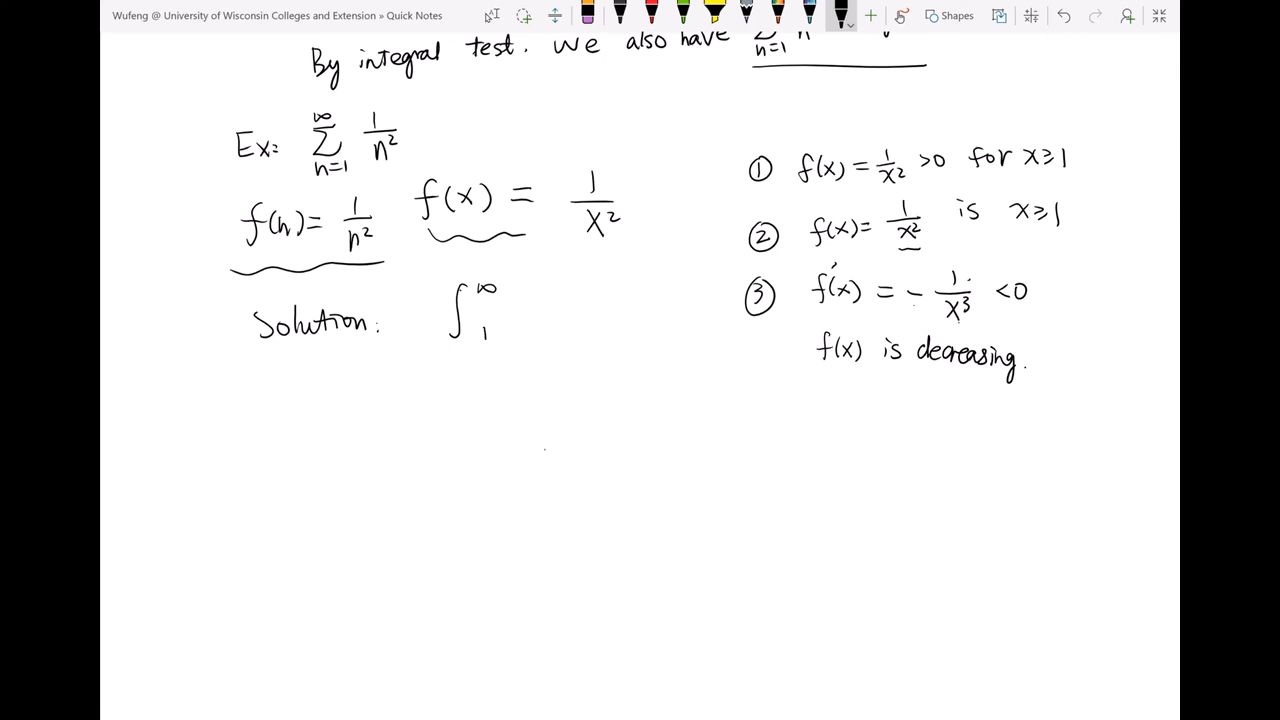 Wufeng @ University of Wisconsin Colleges and Extension » Quick Notes
Shapes
By integral test. We also have ∑ n=1 n
Ex: ∑ n=1 ∞ 1/n²
f(n) = 1/n² f(x) = 1/x²
Solution: ∫ 1 ∞
① f(x) = 1/x² >0 for x≥1
② f(x) = 1/x² is x≥1
③ f'(x) = - 1/x³ <0
f(x) is decreasing.